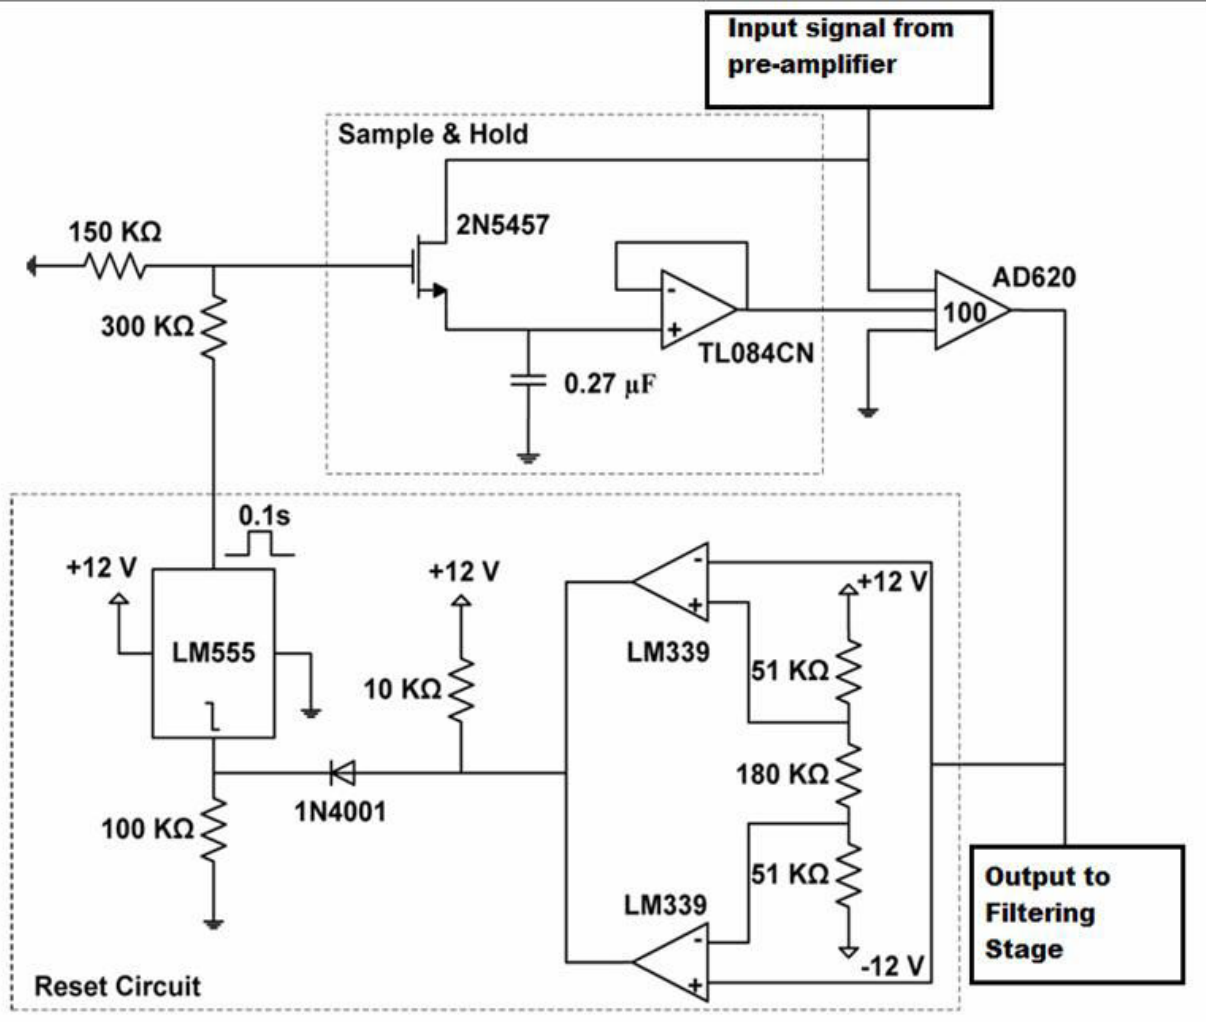 Input signal from
pre-amplifier
Sample & Hold
150 KΩ
2N5457
300 KΩ
-
+
TL084CN
AD620
100
0.27 µF
0.1s
+12 V
+12 V
-
+
+12 V
LM555
LM339
51 KΩ
10 KΩ
180 KΩ
1N4001
100 KΩ
51 KΩ
LM339
-
+
-12 V
Output to
Filtering
Stage
Reset Circuit